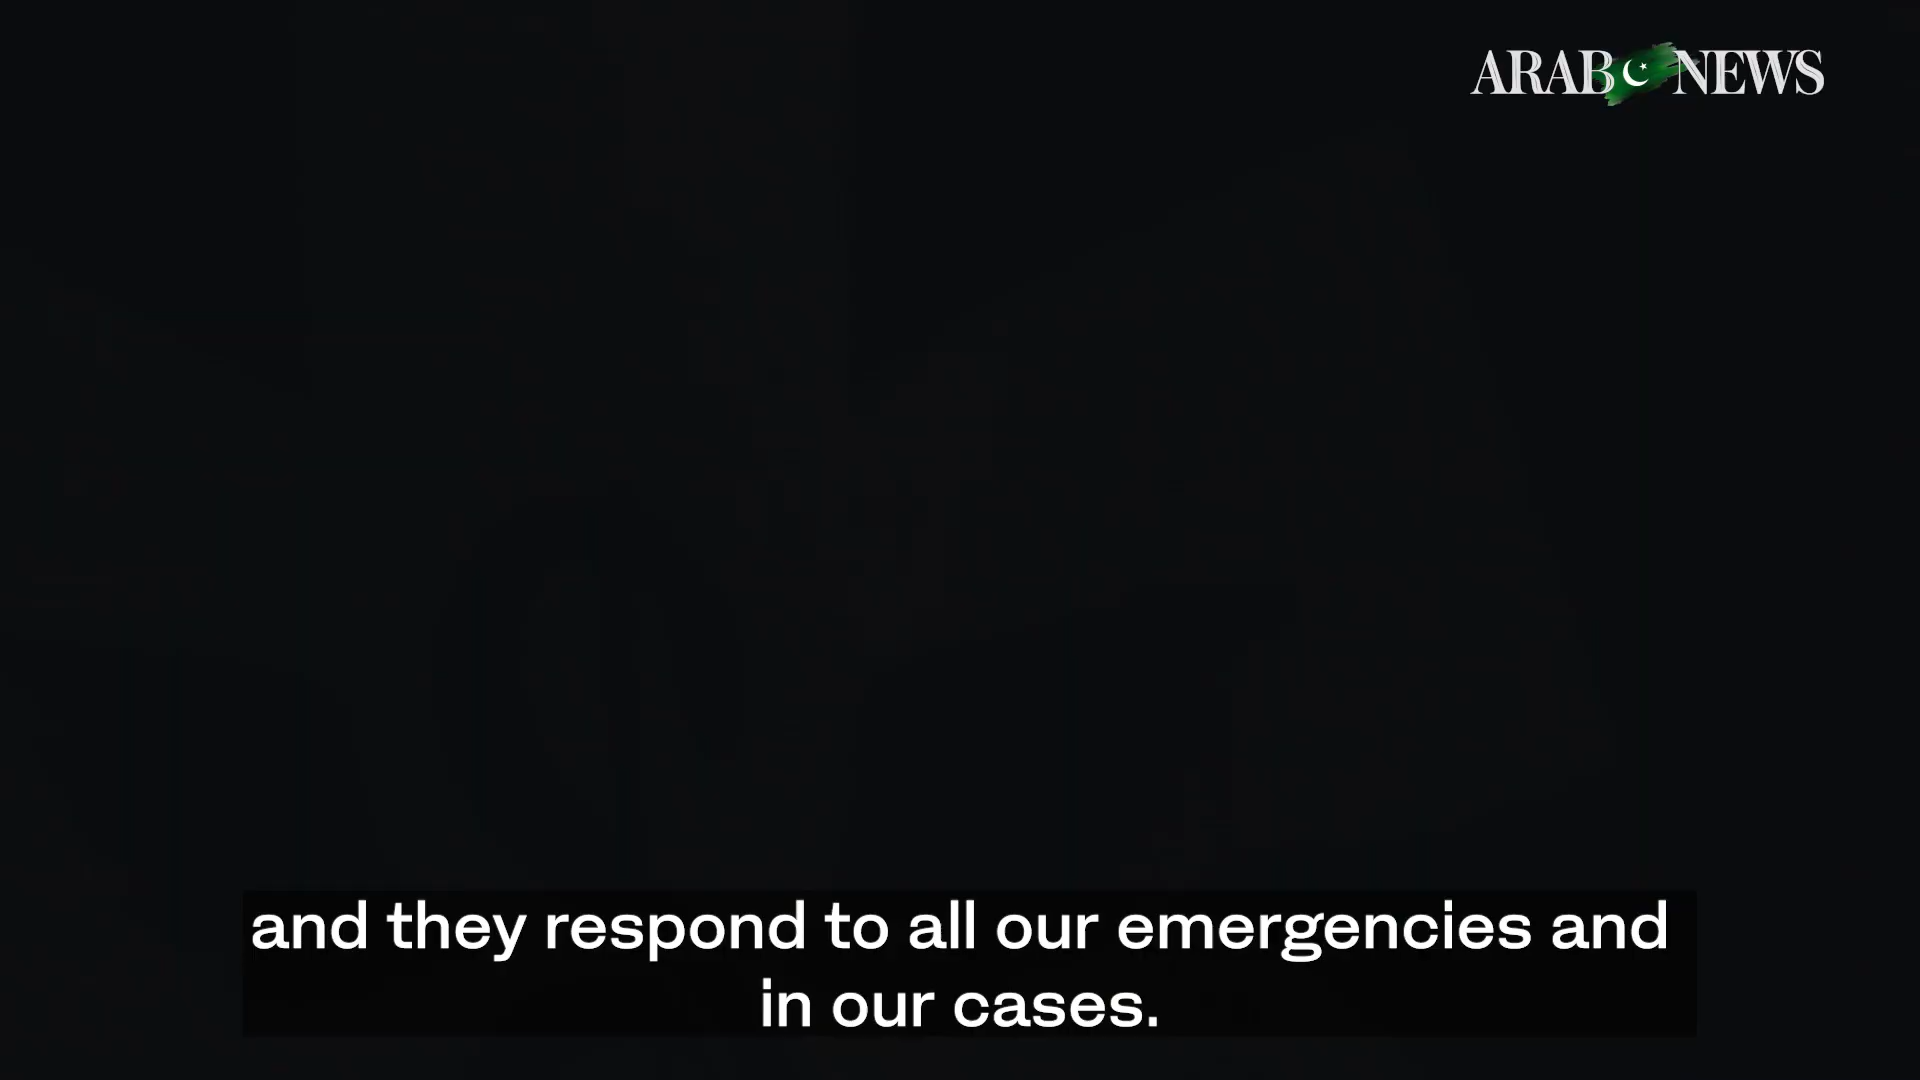 ARAB NEWS
and they respond to all our emergencies and
in our cases.